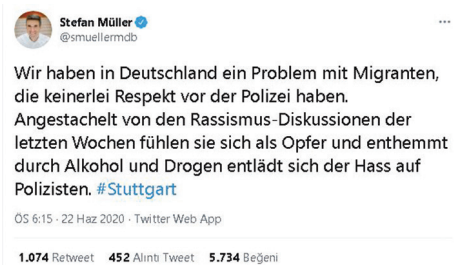 Stefan Müller
@smuellermdb
Wir haben in Deutschland ein Problem mit Migranten,
die keinerlei Respekt vor der Polizei haben.
Angestachelt von den Rassismus-Diskussionen der
letzten Wochen fühlen sie sich als Opfer und enthemmt
durch Alkohol und Drogen entlädt sich der Hass auf
Polizisten. #Stuttgart
ÖS 6:15 · 22 Haz 2020 · Twitter Web App
1.074 Retweet 452 Alıntı Tweet 5.734 Beğeni